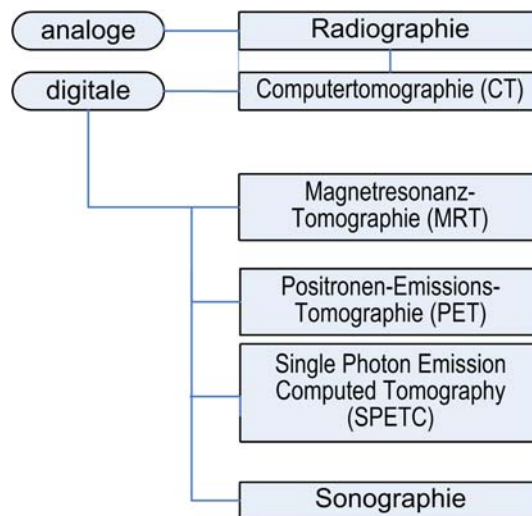 analoge
Radiographie
digitale
Computertomographie (CT)
Magnetresonanz-
Tomographie (MRT)
Positronen-Emissions-
Tomographie (PET)
Single Photon Emission
Computed Tomography
(SPETC)
Sonographie